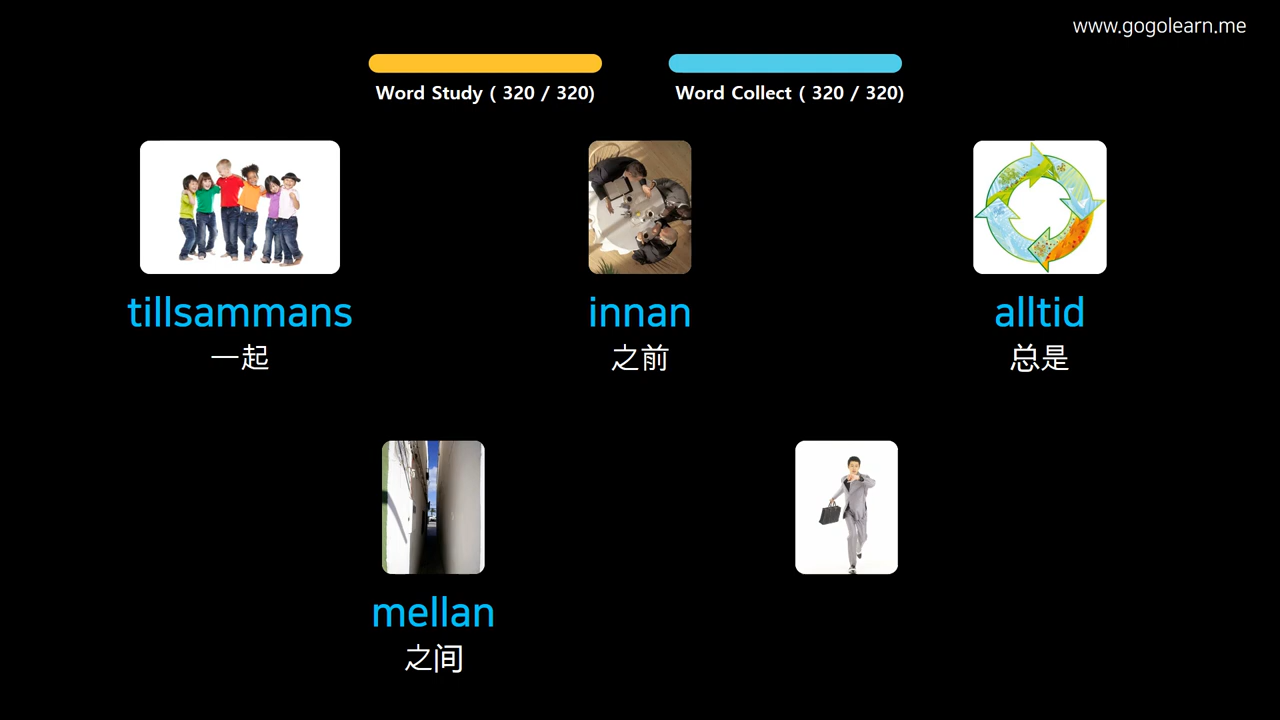 www.gogolearn.me
Word Study ( 320 / 320)
Word Collect ( 320 / 320)
tillsammans
innan
alltid
一起
之前
总是
mellan
之间